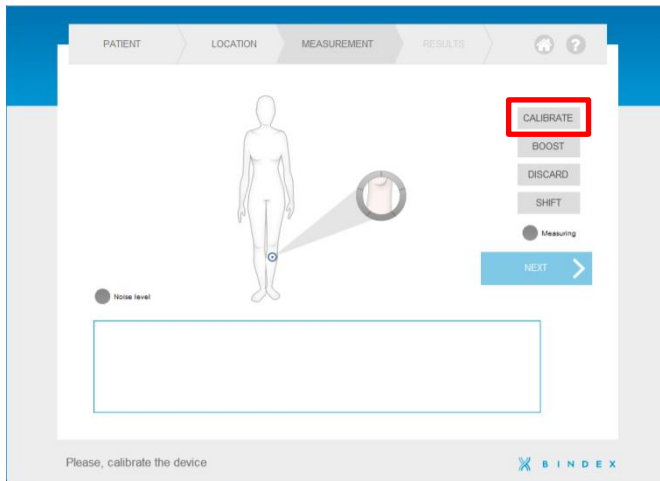 PATIENT
LOCATION
MEASUREMENT
RESULTS
?
CALIBRATE
BOOST
DISCARD
SHIFT
Measuring
NEXT
Noise level
Please, calibrate the device
BINDEX